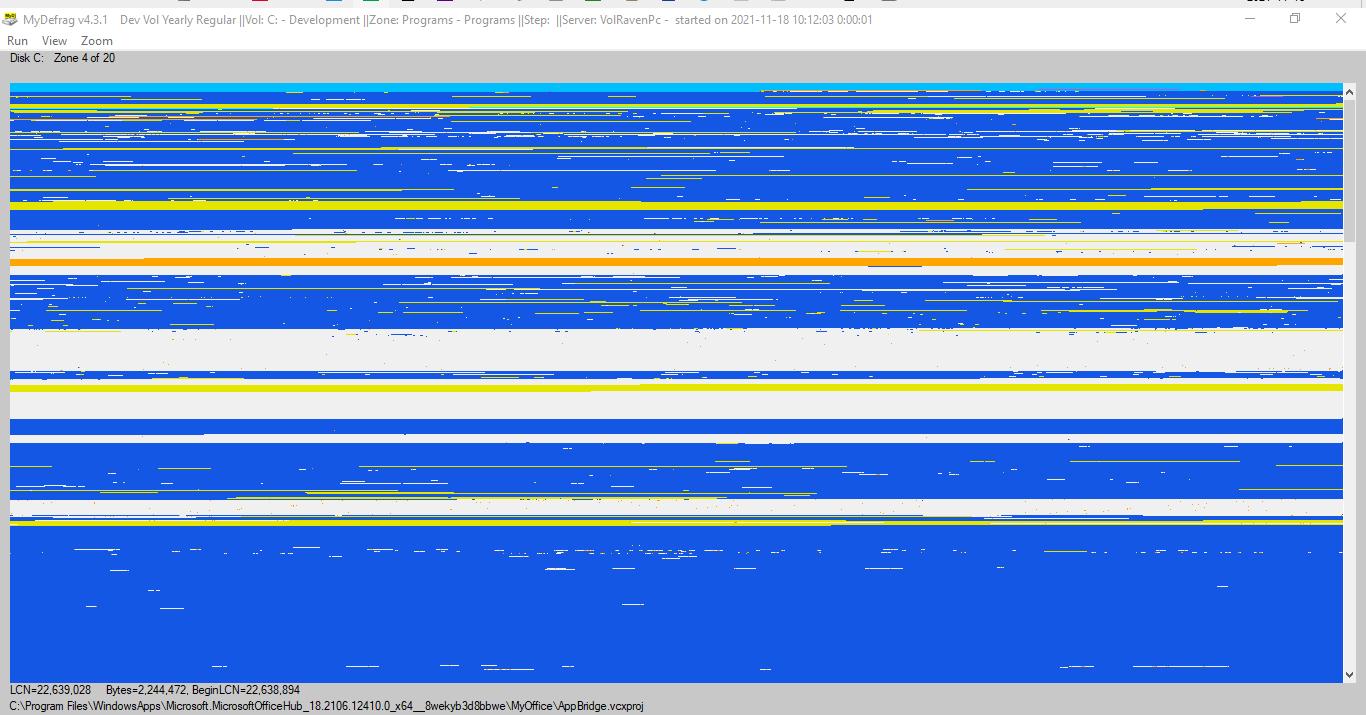 MyDefrag v4.3.1 Dev Vol Yearly Regular ||Vol: C: - Development ||Zone: Programs - Programs ||Step: ||Server: VolRavenPc - started on 2021-11-18 10:12:03 0:00:01
Run View Zoom
Disk C: Zone 4 of 20
LCN=22,639,028 Bytes=2,244,472, BeginLCN=22,638,894
C:\Program Files\WindowsApps\Microsoft.MicrosoftOfficeHub_18.2106.12410.0_x64__8wekyb3d8bbwe\MyOffice\AppBridge.vcxproj